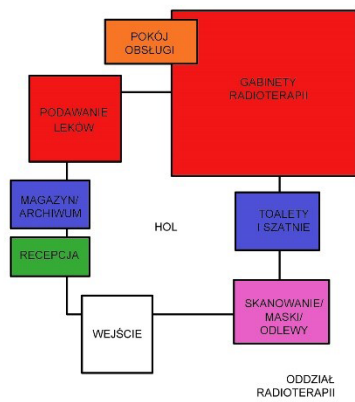 POKÓJ
OBSŁUGI
GABINETY
RADIOTERAPII
PODAWANIE
LEKÓW
MAGAZYN/
ARCHIWUM
HOL
TOALETY
I SZATNIE
RECEPCJA
WEJŚCIE
SKANOWANIE/
MASKI/
ODLEWY
ODDZIAŁ
RADIOTERAPII